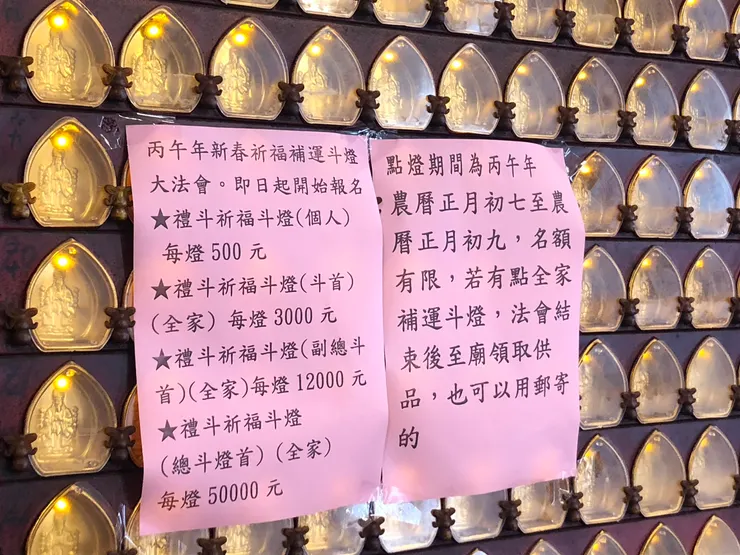 丙午年新春祈福補運斗燈
大法會。即日起開始報名
★禮斗祈福斗燈(個人)
每燈 500 元
★禮斗祈福斗燈(斗首)
(全家) 每燈 3000 元
★禮斗祈福斗燈(副總斗
首)(全家)每燈 12000 元
★禮斗祈福斗燈
(總斗燈首) (全家)
每燈 50000 元
點燈期間為丙午年
農曆正月初七至農
曆正月初九，名額
有限，若有點全家
補運斗燈，法會結
束後至廟領取供
品，也可以用郵寄
的